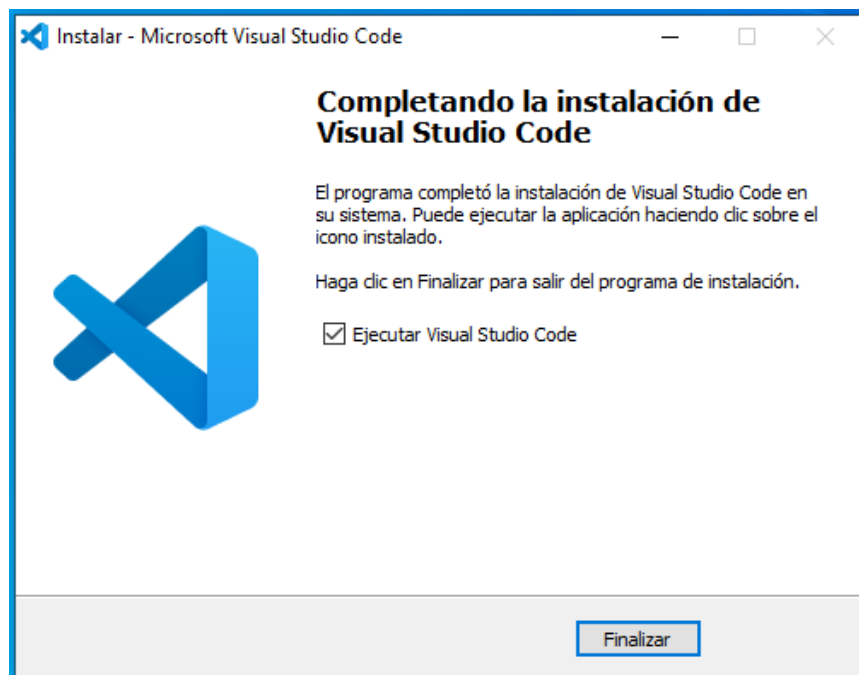 Instalar - Microsoft Visual Studio Code
Completando la instalación de
Visual Studio Code
El programa completó la instalación de Visual Studio Code en
su sistema. Puede ejecutar la aplicación haciendo clic sobre el
icono instalado.
Haga clic en Finalizar para salir del programa de instalación.
Ejecutar Visual Studio Code
Finalizar